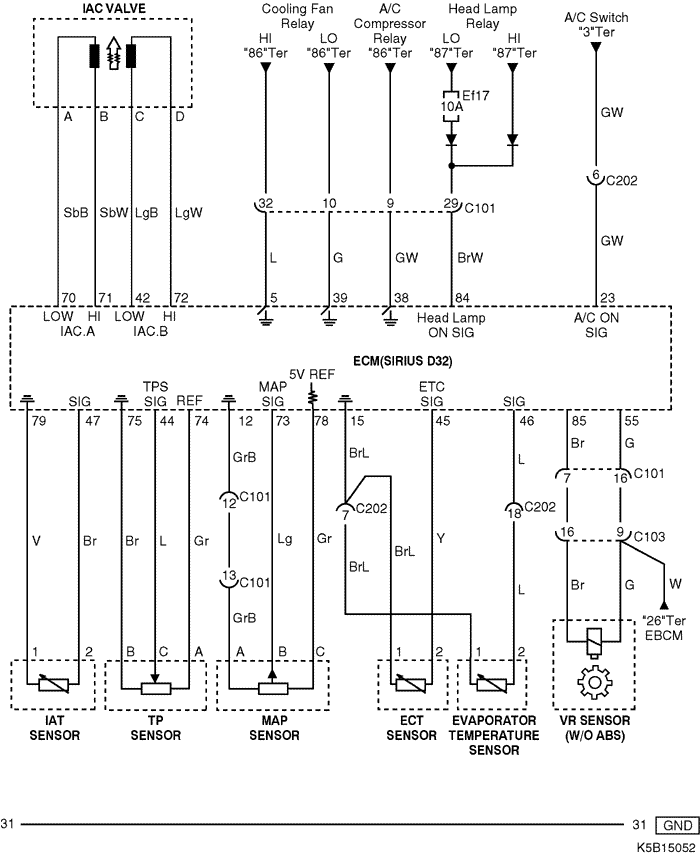 IAC VALVE
Cooling Fan
Relay
HI LO
"86"Ter "86"Ter
A/C
Compressor
Relay
"86"Ter
Head Lamp
Relay
LO HI
"87"Ter "87"Ter
A/C Switch
"3"Ter
Ef17
10A
A B C D
GW
6 C202
SbB SbW LgB LgW
32 10 9 29 C101
L G GW BrW
GW
70 71 42 72 5 39 38 84 23
LOW HI LOW HI
IAC.A IAC.B
Head Lamp
ON SIG
A/C ON
SIG
ECM(SIRIUS D32)
5V REF
SIG
TPS
SIG REF
MAP
SIG
ETC
SIG
SIG
79 47 75 44 74 12 73 78 15 45 46 85 55
GrB BrL L Br G
12 C101
7 C202
18 C202
7 16 C101
V Br Br L Gr Lg Gr BrL Y
16 9 C103
13 C101
BrL
GrB
L
Br G W
"26"Ter
EBCM
1 2 B C A A B C 1 2 1 2
IAT
SENSOR
TP
SENSOR
MAP
SENSOR
ECT
SENSOR
EVAPORATOR
TEMPERATURE
SENSOR
VR SENSOR
(W/O ABS)
31 31 GND
K5B15052